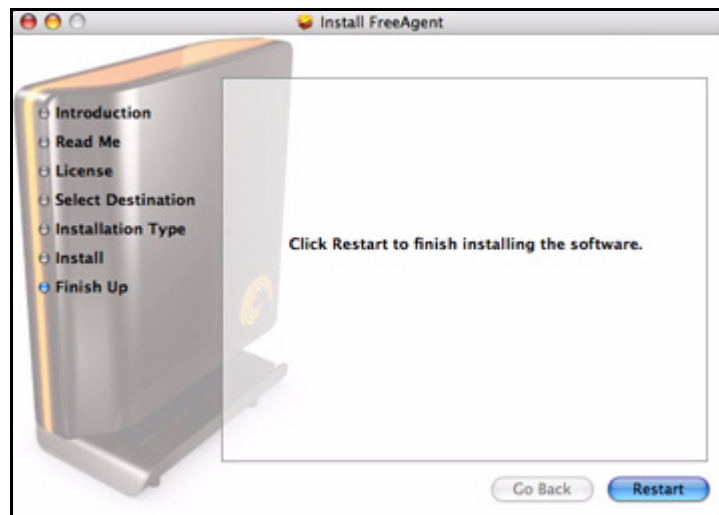 Install FreeAgent
Introduction
Read Me
License
Select Destination
Installation Type
Install
Finish Up
Click Restart to finish installing the software.
Go Back
Restart